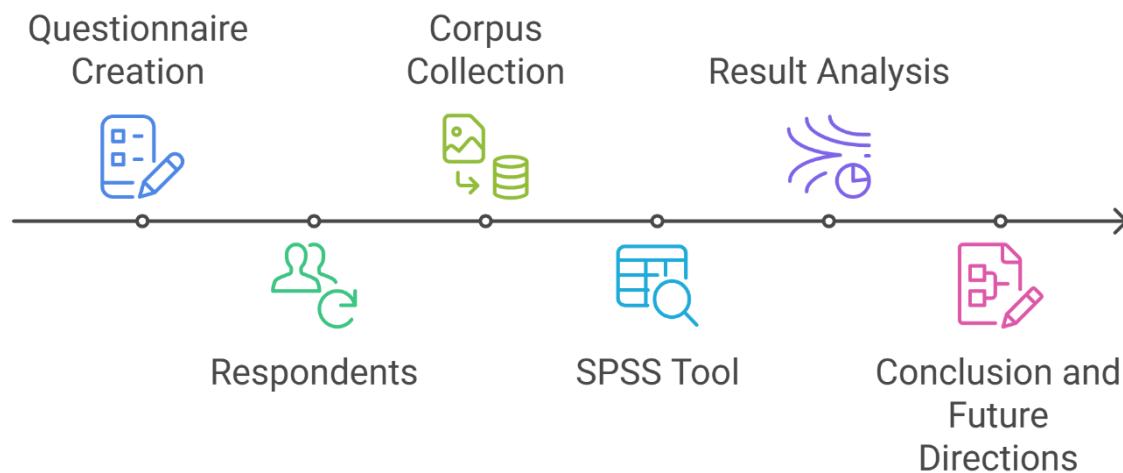 Questionnaire
Creation
Corpus
Collection
Result Analysis
Respondents
SPSS Tool
Conclusion and
Future
Directions